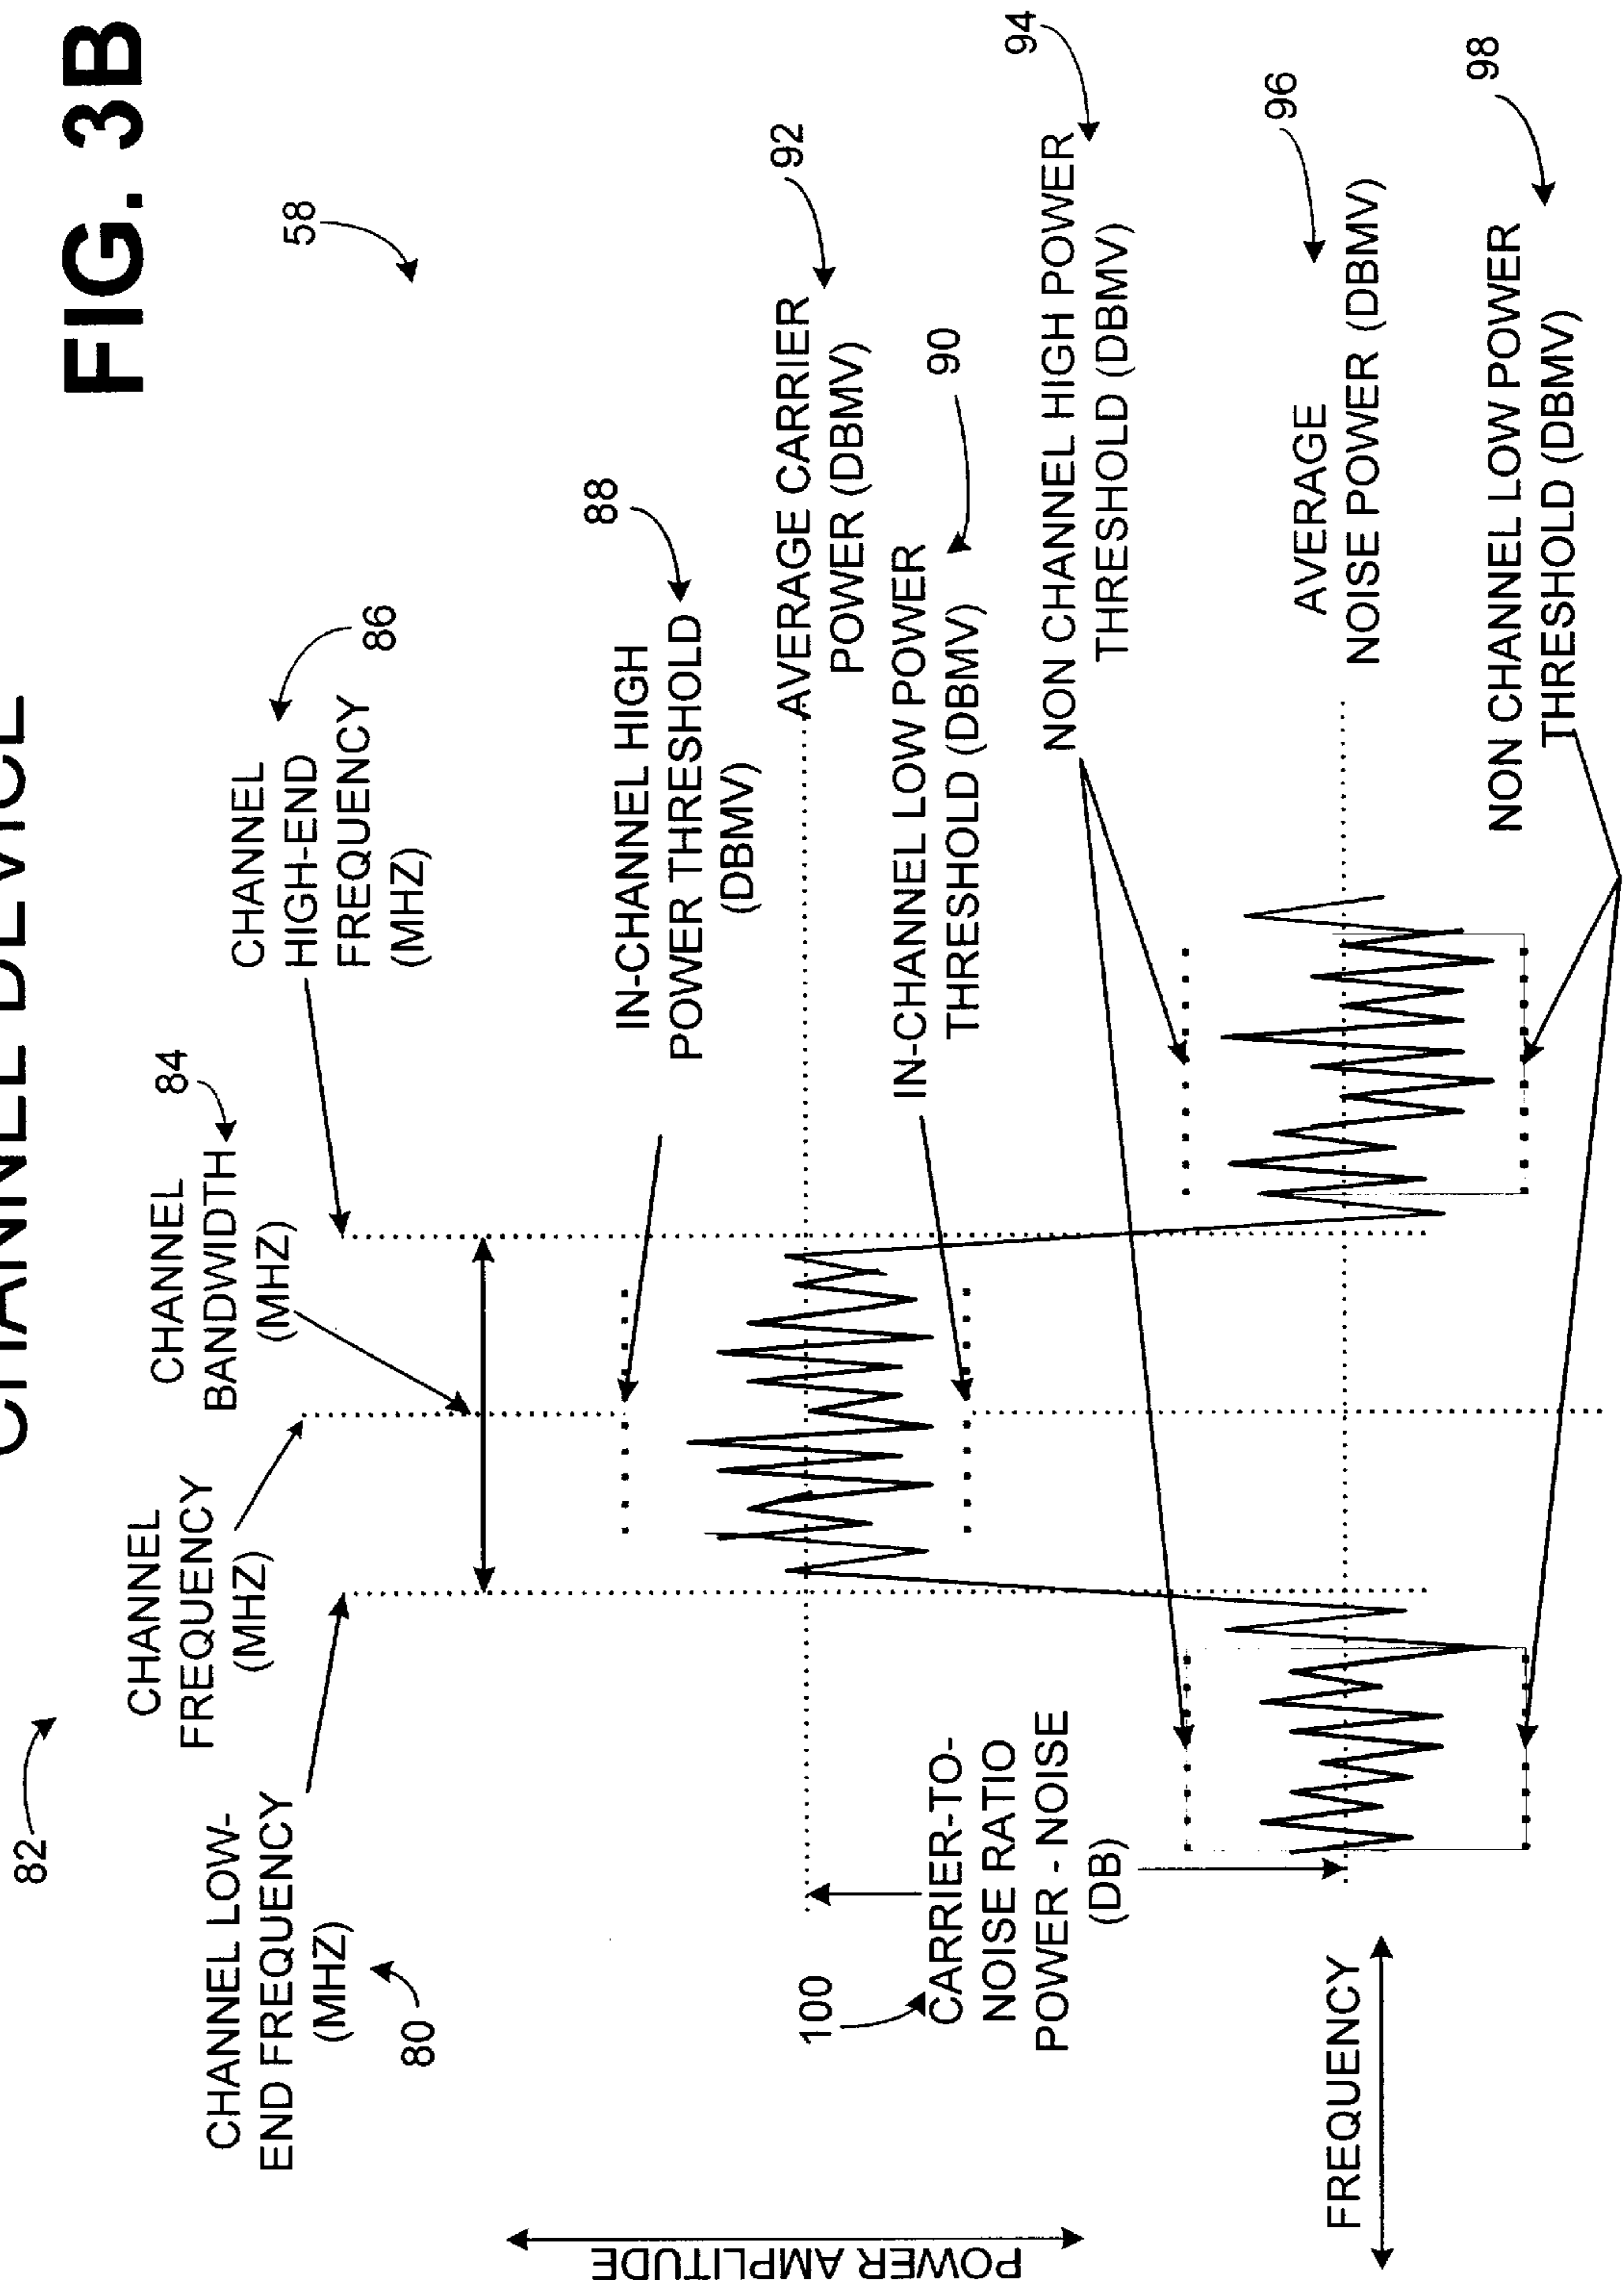 CHANNEL DEVICE
FIG. 3B
82
58
CHANNEL LOW-
END FREQUENCY
(MHZ)
80
CHANNEL
FREQUENCY
(MHZ)
CHANNEL
BANDWIDTH
(MHZ)
84
CHANNEL
HIGH-END
FREQUENCY
(MHZ)
86
IN-CHANNEL HIGH
POWER THRESHOLD
(DBMV)
88
AVERAGE CARRIER
POWER (DBMV)
92
IN-CHANNEL LOW POWER
THRESHOLD (DBMV)
90
NON CHANNEL HIGH POWER
THRESHOLD (DBMV)
94
AVERAGE
NOISE POWER (DBMV)
96
NON CHANNEL LOW POWER
THRESHOLD (DBMV)
98
100
CARRIER-TO-
NOISE RATIO
POWER - NOISE
(DB)
POWER AMPLITUDE
FREQUENCY